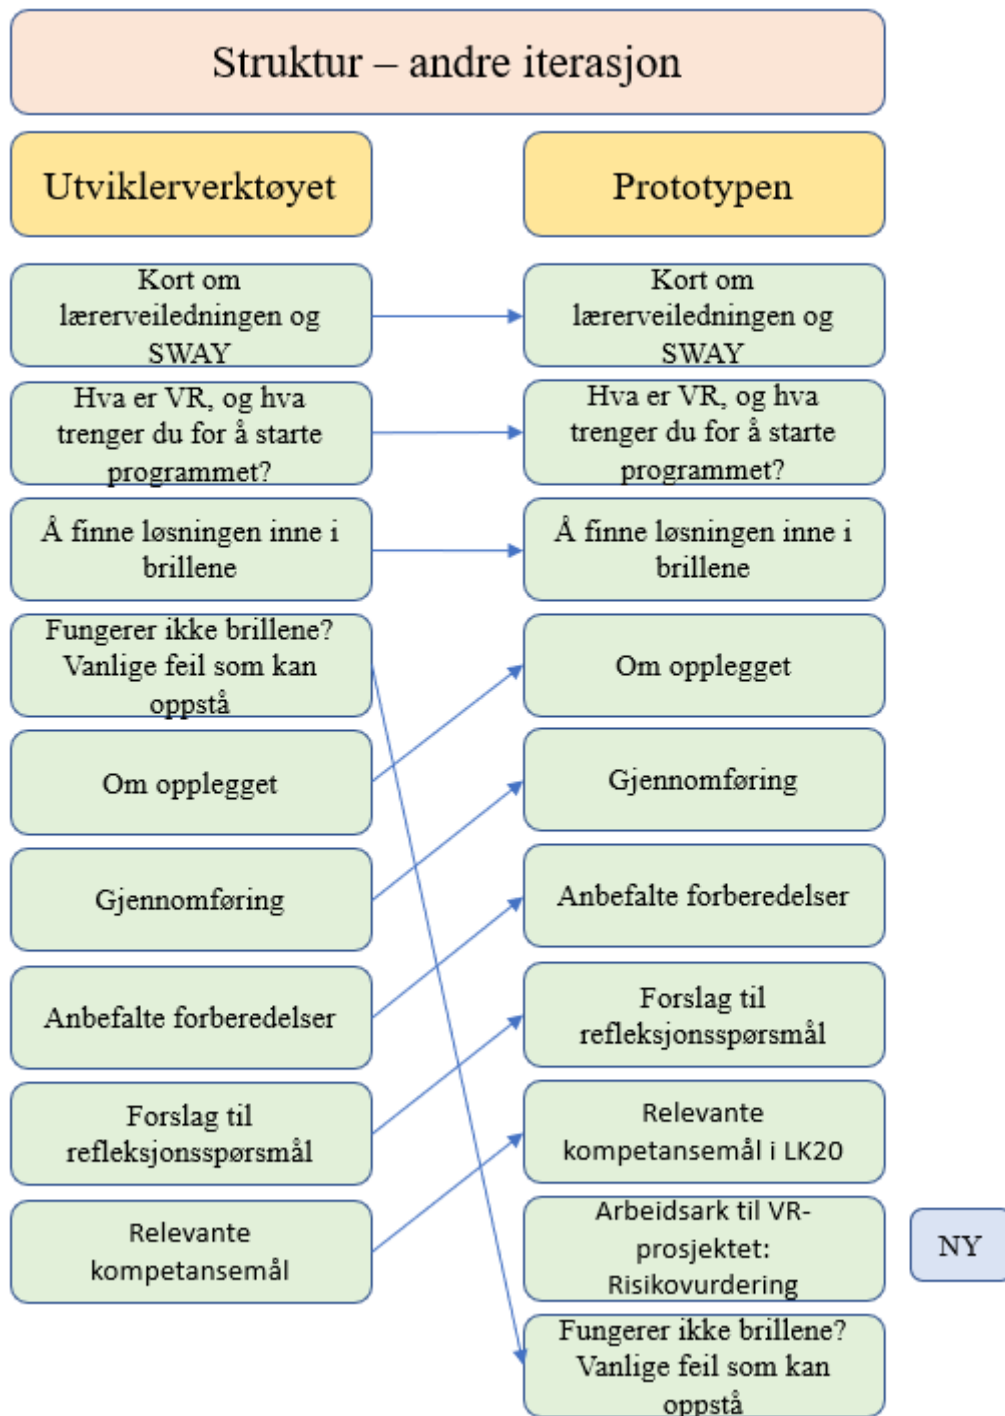 Struktur – andre iterasjon
Utviklerverktøyet
Prototypen
Kort om
lærerveiledningen og
SWAY
Kort om
lærerveiledningen og
SWAY
Hva er VR, og hva
trenger du for å starte
programmet?
Hva er VR, og hva
trenger du for å starte
programmet?
Å finne løsningen inne i
brillene
Å finne løsningen inne i
brillene
Fungerer ikke brillene?
Vanlige feil som kan
oppstå
Om opplegget
Om opplegget
Gjennomføring
Gjennomføring
Anbefalte forberedelser
Anbefalte forberedelser
Forslag til
refleksjonsspørsmål
Forslag til
refleksjonsspørsmål
Relevante
kompetansemål i LK20
Relevante
kompetansemål
Arbeidsark til VR-
prosjektet:
Risikovurdering
NY
Fungerer ikke brillene?
Vanlige feil som kan
oppstå